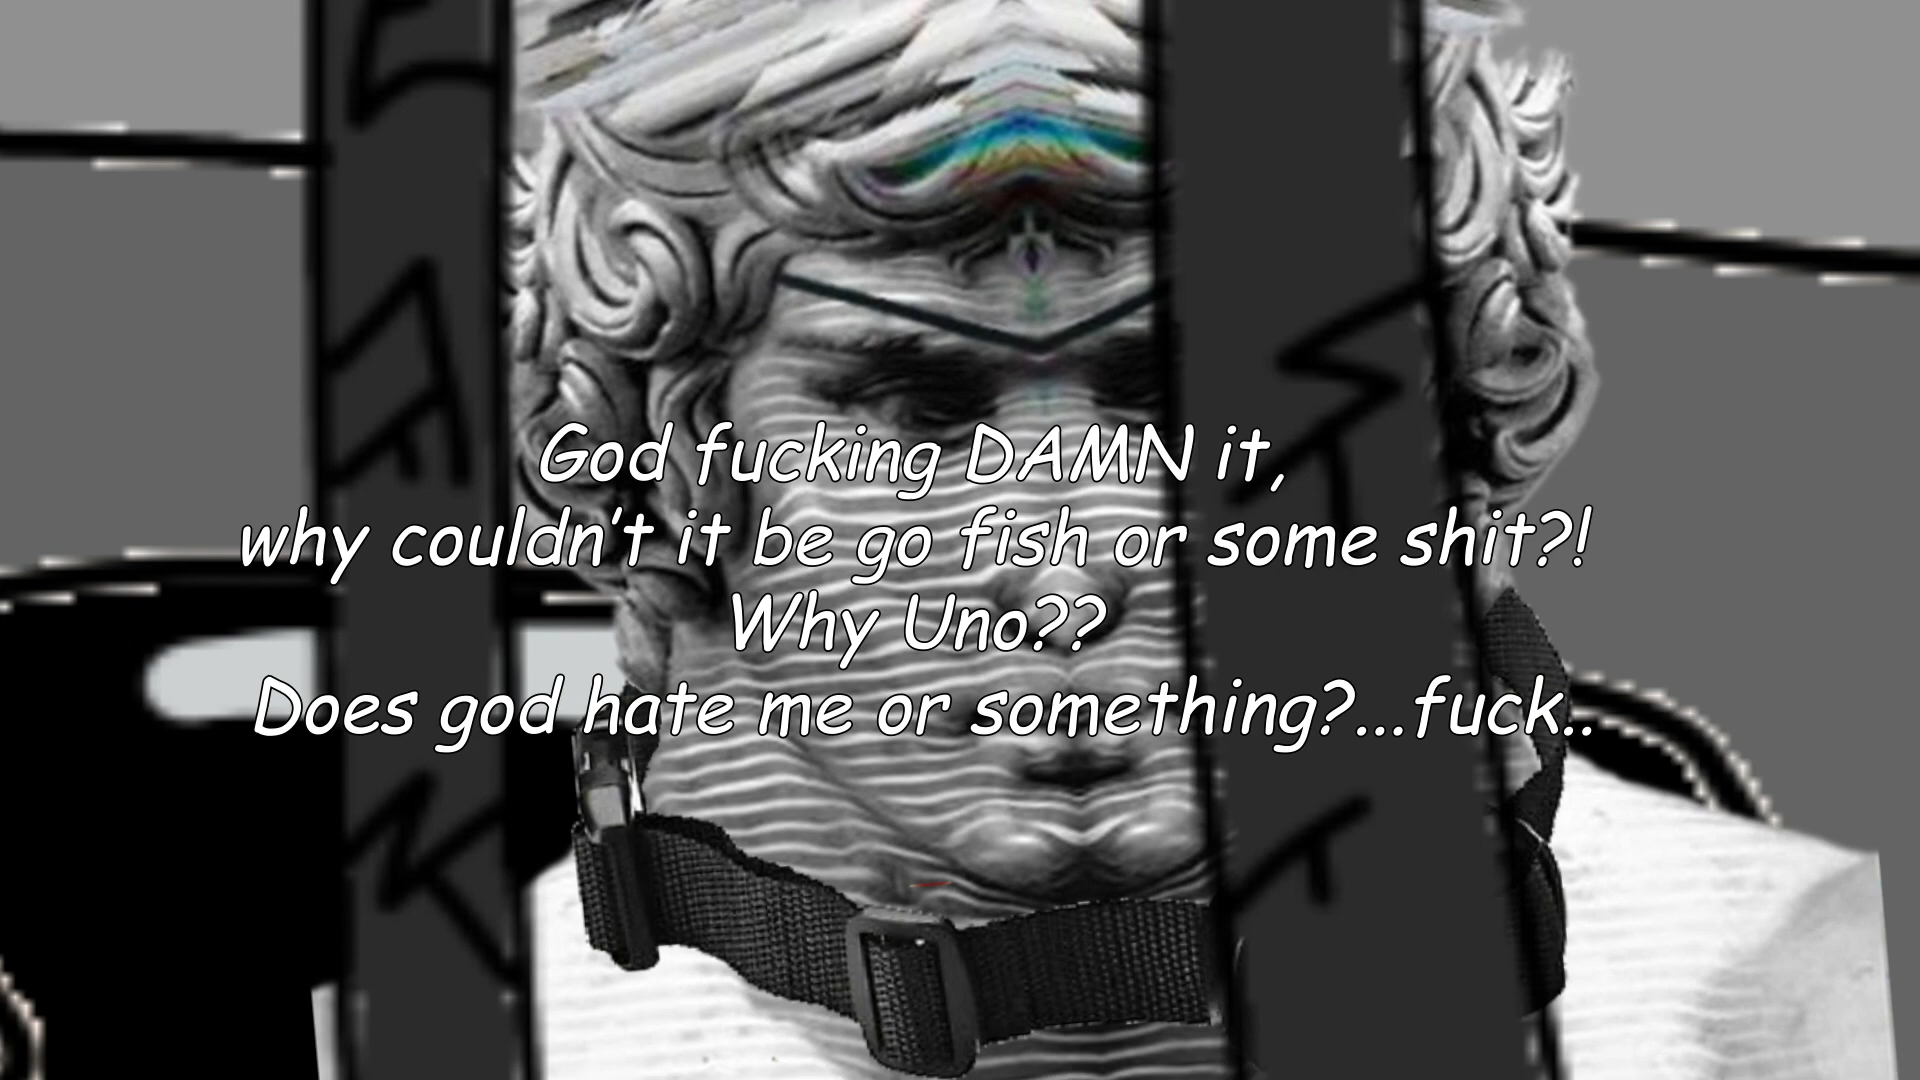 God fucking DAMN it,
why couldn't it be go fish or some shit?!
Why Uno??
Does god hate me or something?...fuck..